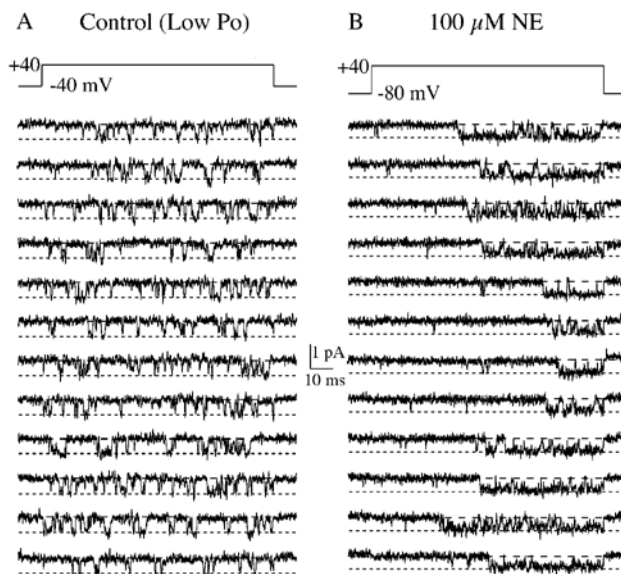 A Control (Low Po)
B 100 μM NE
+40
-40 mV
+40
-80 mV
1 pA
10 ms